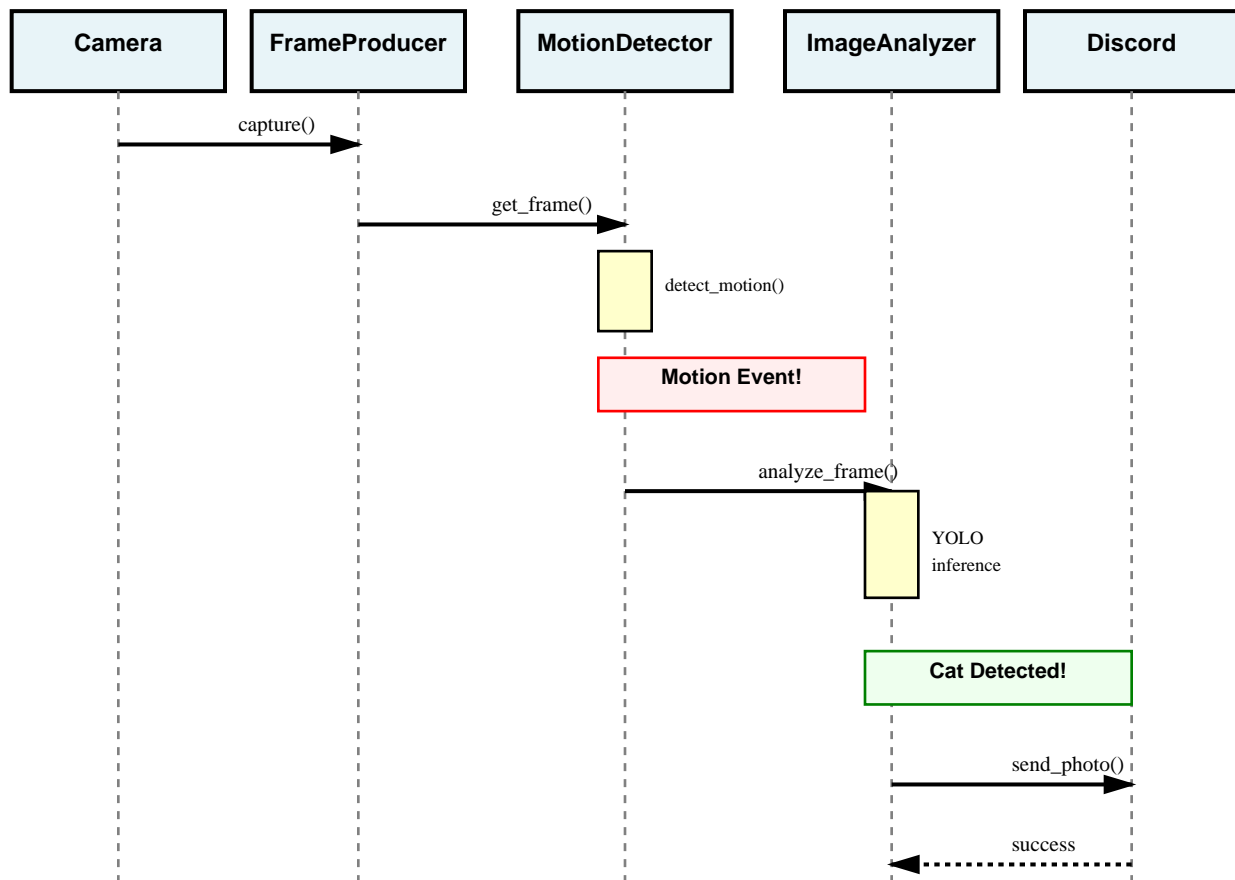 Camera
FrameProducer
MotionDetector
ImageAnalyzer
Discord
capture()
get_frame()
detect_motion()
Motion Event!
analyze_frame()
YOLO
inference
Cat Detected!
send_photo()
success